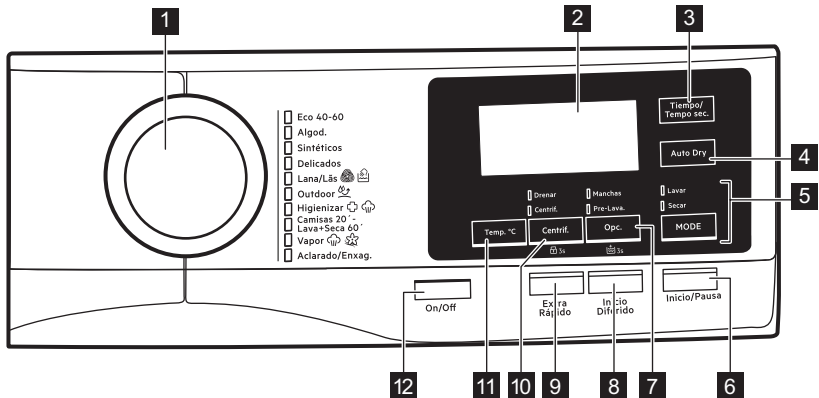 1
2
3
Tiempo/
Tempo sec.
4
Auto Dry
5
Eco 40-60
Algod.
Sintéticos
Delicados
Lana/Lãs
Outdoor
Higienizar
Camisas 20´-
Lava+Seca 60´
Vapor
Aclarado/Enxag.
Drenar
Manchas
Lavar
Centrif.
Pre-Lava.
Secar
Temp. °C
Centrif.
Opc.
MODE
3s
3s
On/Off
Extra
Rápido
Inicio
Diferido
Inicio/Pausa
12
11
10
9
8
7
6